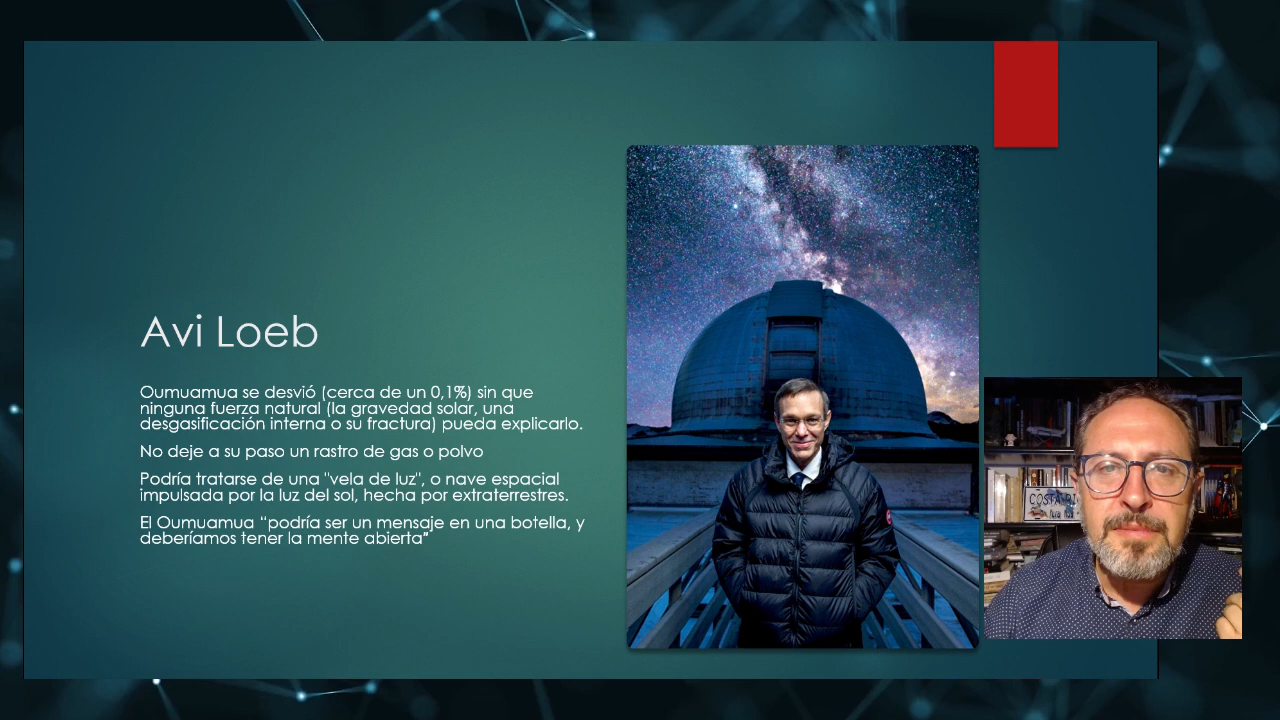 Avi Loeb
Oumuamua se desvió (cerca de un 0,1%) sin que
ninguna fuerza natural (la gravedad solar, una
desgasificación interna o su fractura) pueda explicarlo.
No deje a su paso un rastro de gas o polvo
Podría tratarse de una "vela de luz", o nave espacial
impulsada por la luz del sol, hecha por extraterrestres.
El Oumuamua “podría ser un mensaje en una botella, y
deberíamos tener la mente abierta”
COSTA RI